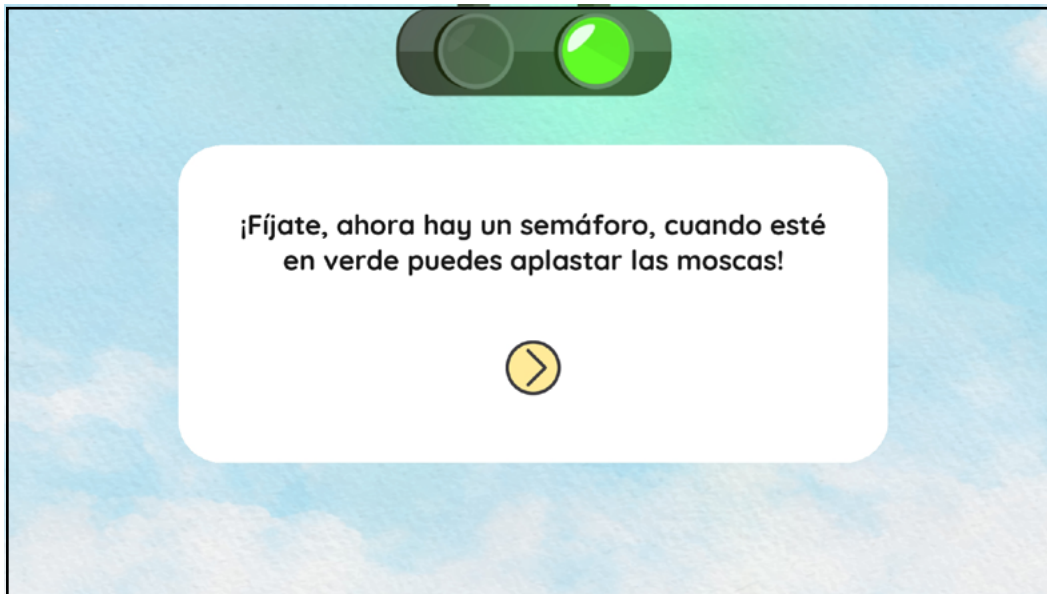 ¡Fíjate, ahora hay un semáforo, cuando esté
en verde puedes aplastar las moscas!